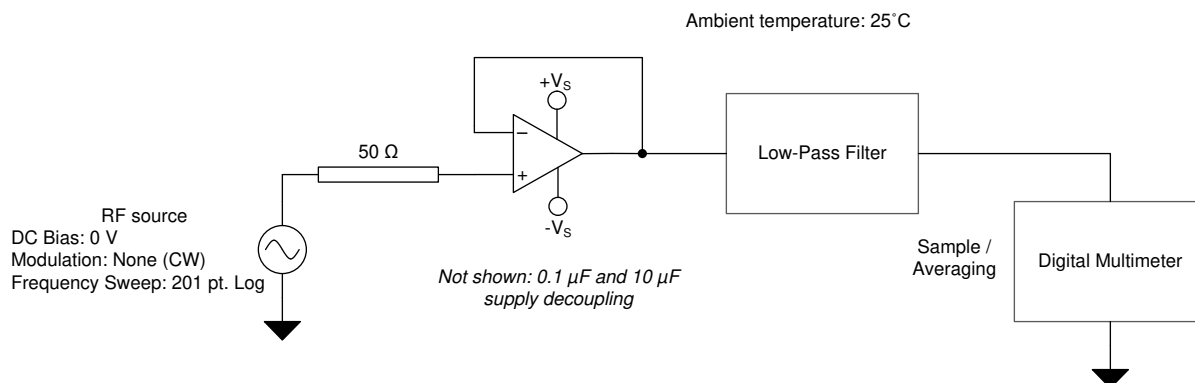 Ambient temperature: 25˚C
+VS
50 Ω
−
+
-VS
Low-Pass Filter
RF source
DC Bias: 0 V
Modulation: None (CW)
Frequency Sweep: 201 pt. Log
Not shown: 0.1 µF and 10 µF
supply decoupling
Sample /
Averaging
Digital Multimeter